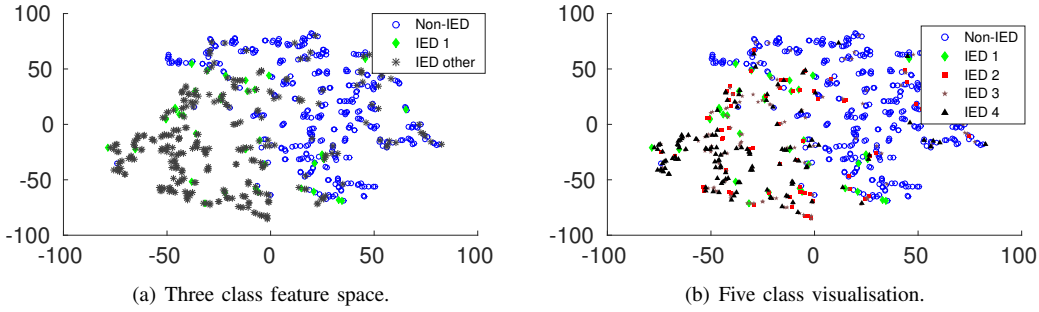 100
50
0
-50
-100
-100
-50
0
50
100
Non-IED
IED 1
IED other
(a) Three class feature space.
100
50
0
-50
-100
-100
-50
0
50
100
Non-IED
IED 1
IED 2
IED 3
IED 4
(b) Five class visualisation.